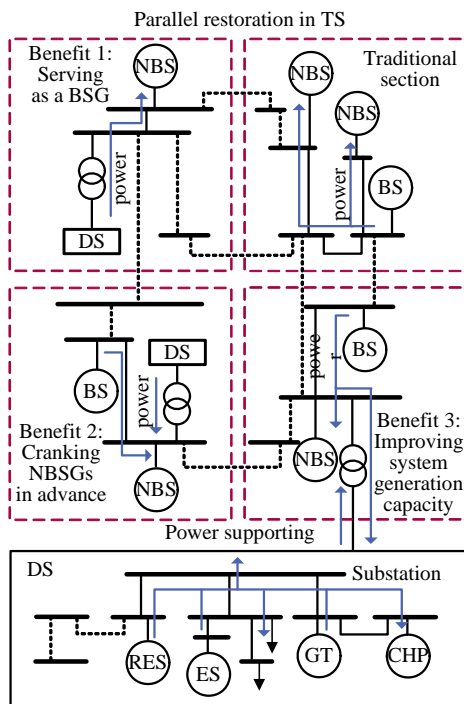 Parallel restoration in TS
Benefit 1:
Serving
as a BSG
NBS
power
DS
Traditional
section
NBS
NBS
BS
power
BS
DS
power
NBS
Benefit 2:
Cranking
NBSGs
in advance
powe
r
BS
NBS
Benefit 3:
Improving
system
generation
capacity
Power supporting
DS
Substation
RES
ES
GT
CHP